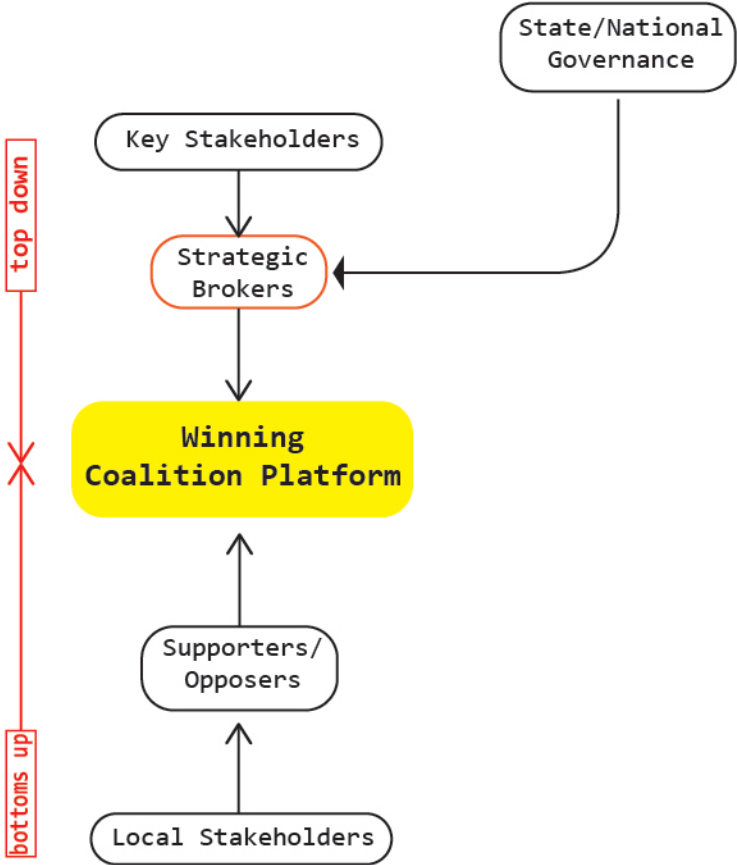 State/National
Governance
Key Stakeholders
top down
Strategic
Brokers
Winning
Coalition Platform
Supporters/
Opposers
bottoms up
Local Stakeholders